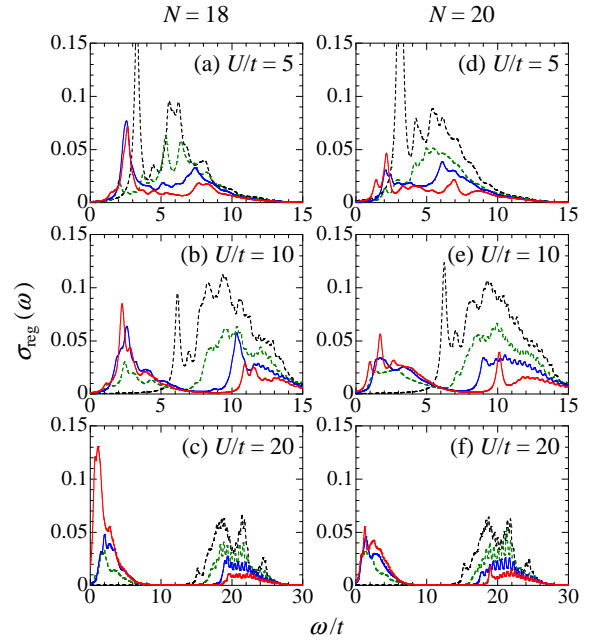 N = 18
N = 20
0.15
0.1
0.05
0
(a) U/t = 5
(d) U/t = 5
0 5 10 15
0 5 10 15
0.15
0.1
0.05
0
(b) U/t = 10
(e) U/t = 10
σreg (ω)
0 5 10 15
0 5 10 15
0.15
0.1
0.05
0
(c) U/t = 20
(f) U/t = 20
0 10 20 30
0 10 20 30
ω/t